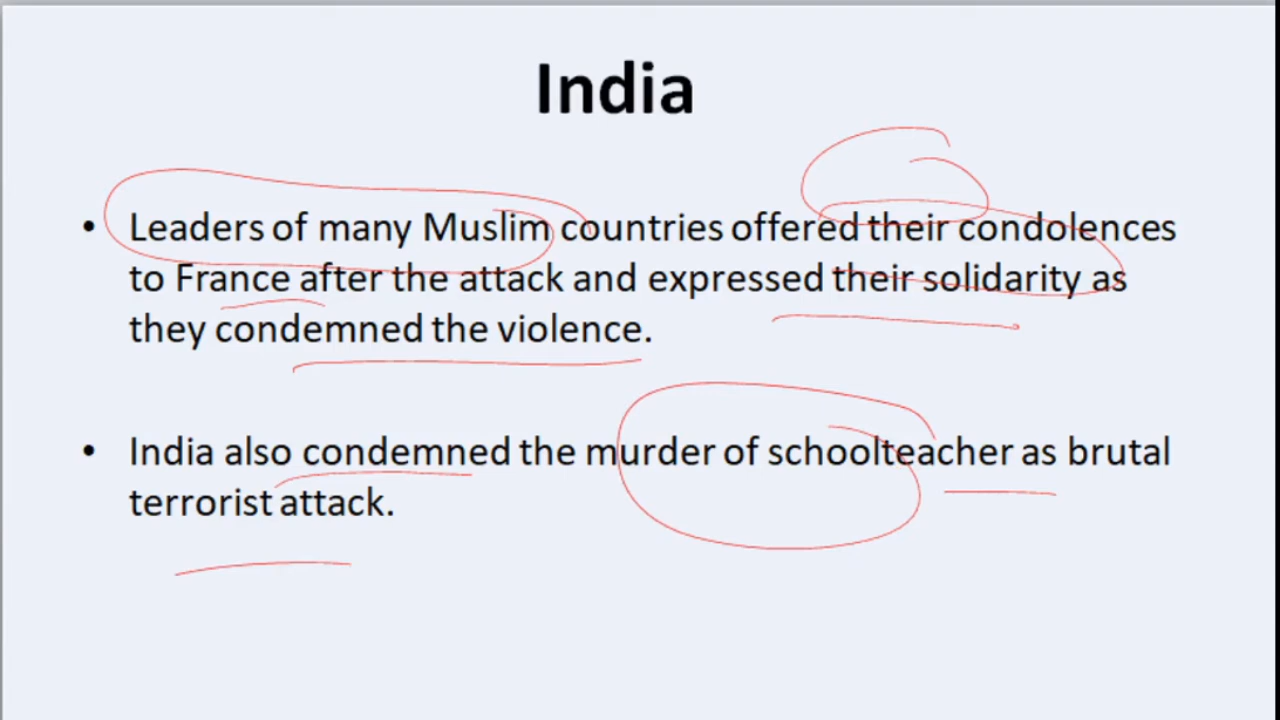 India
• Leaders of many Muslim countries offered their condolences
to France after the attack and expressed their solidarity as
they condemned the violence.
• India also condemned the murder of schoolteacher as brutal
terrorist attack.